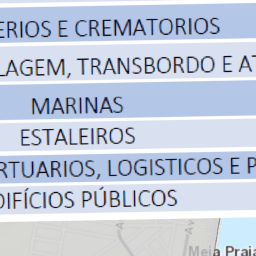 ERIOS E CREMATORIOS
LAGEM, TRANSBORDO E AT
MARINAS
ESTALEIROS
RTUARIOS, LOGISTICOS E P
DIFÍCIOS PÚBLICOS
Meia Praia